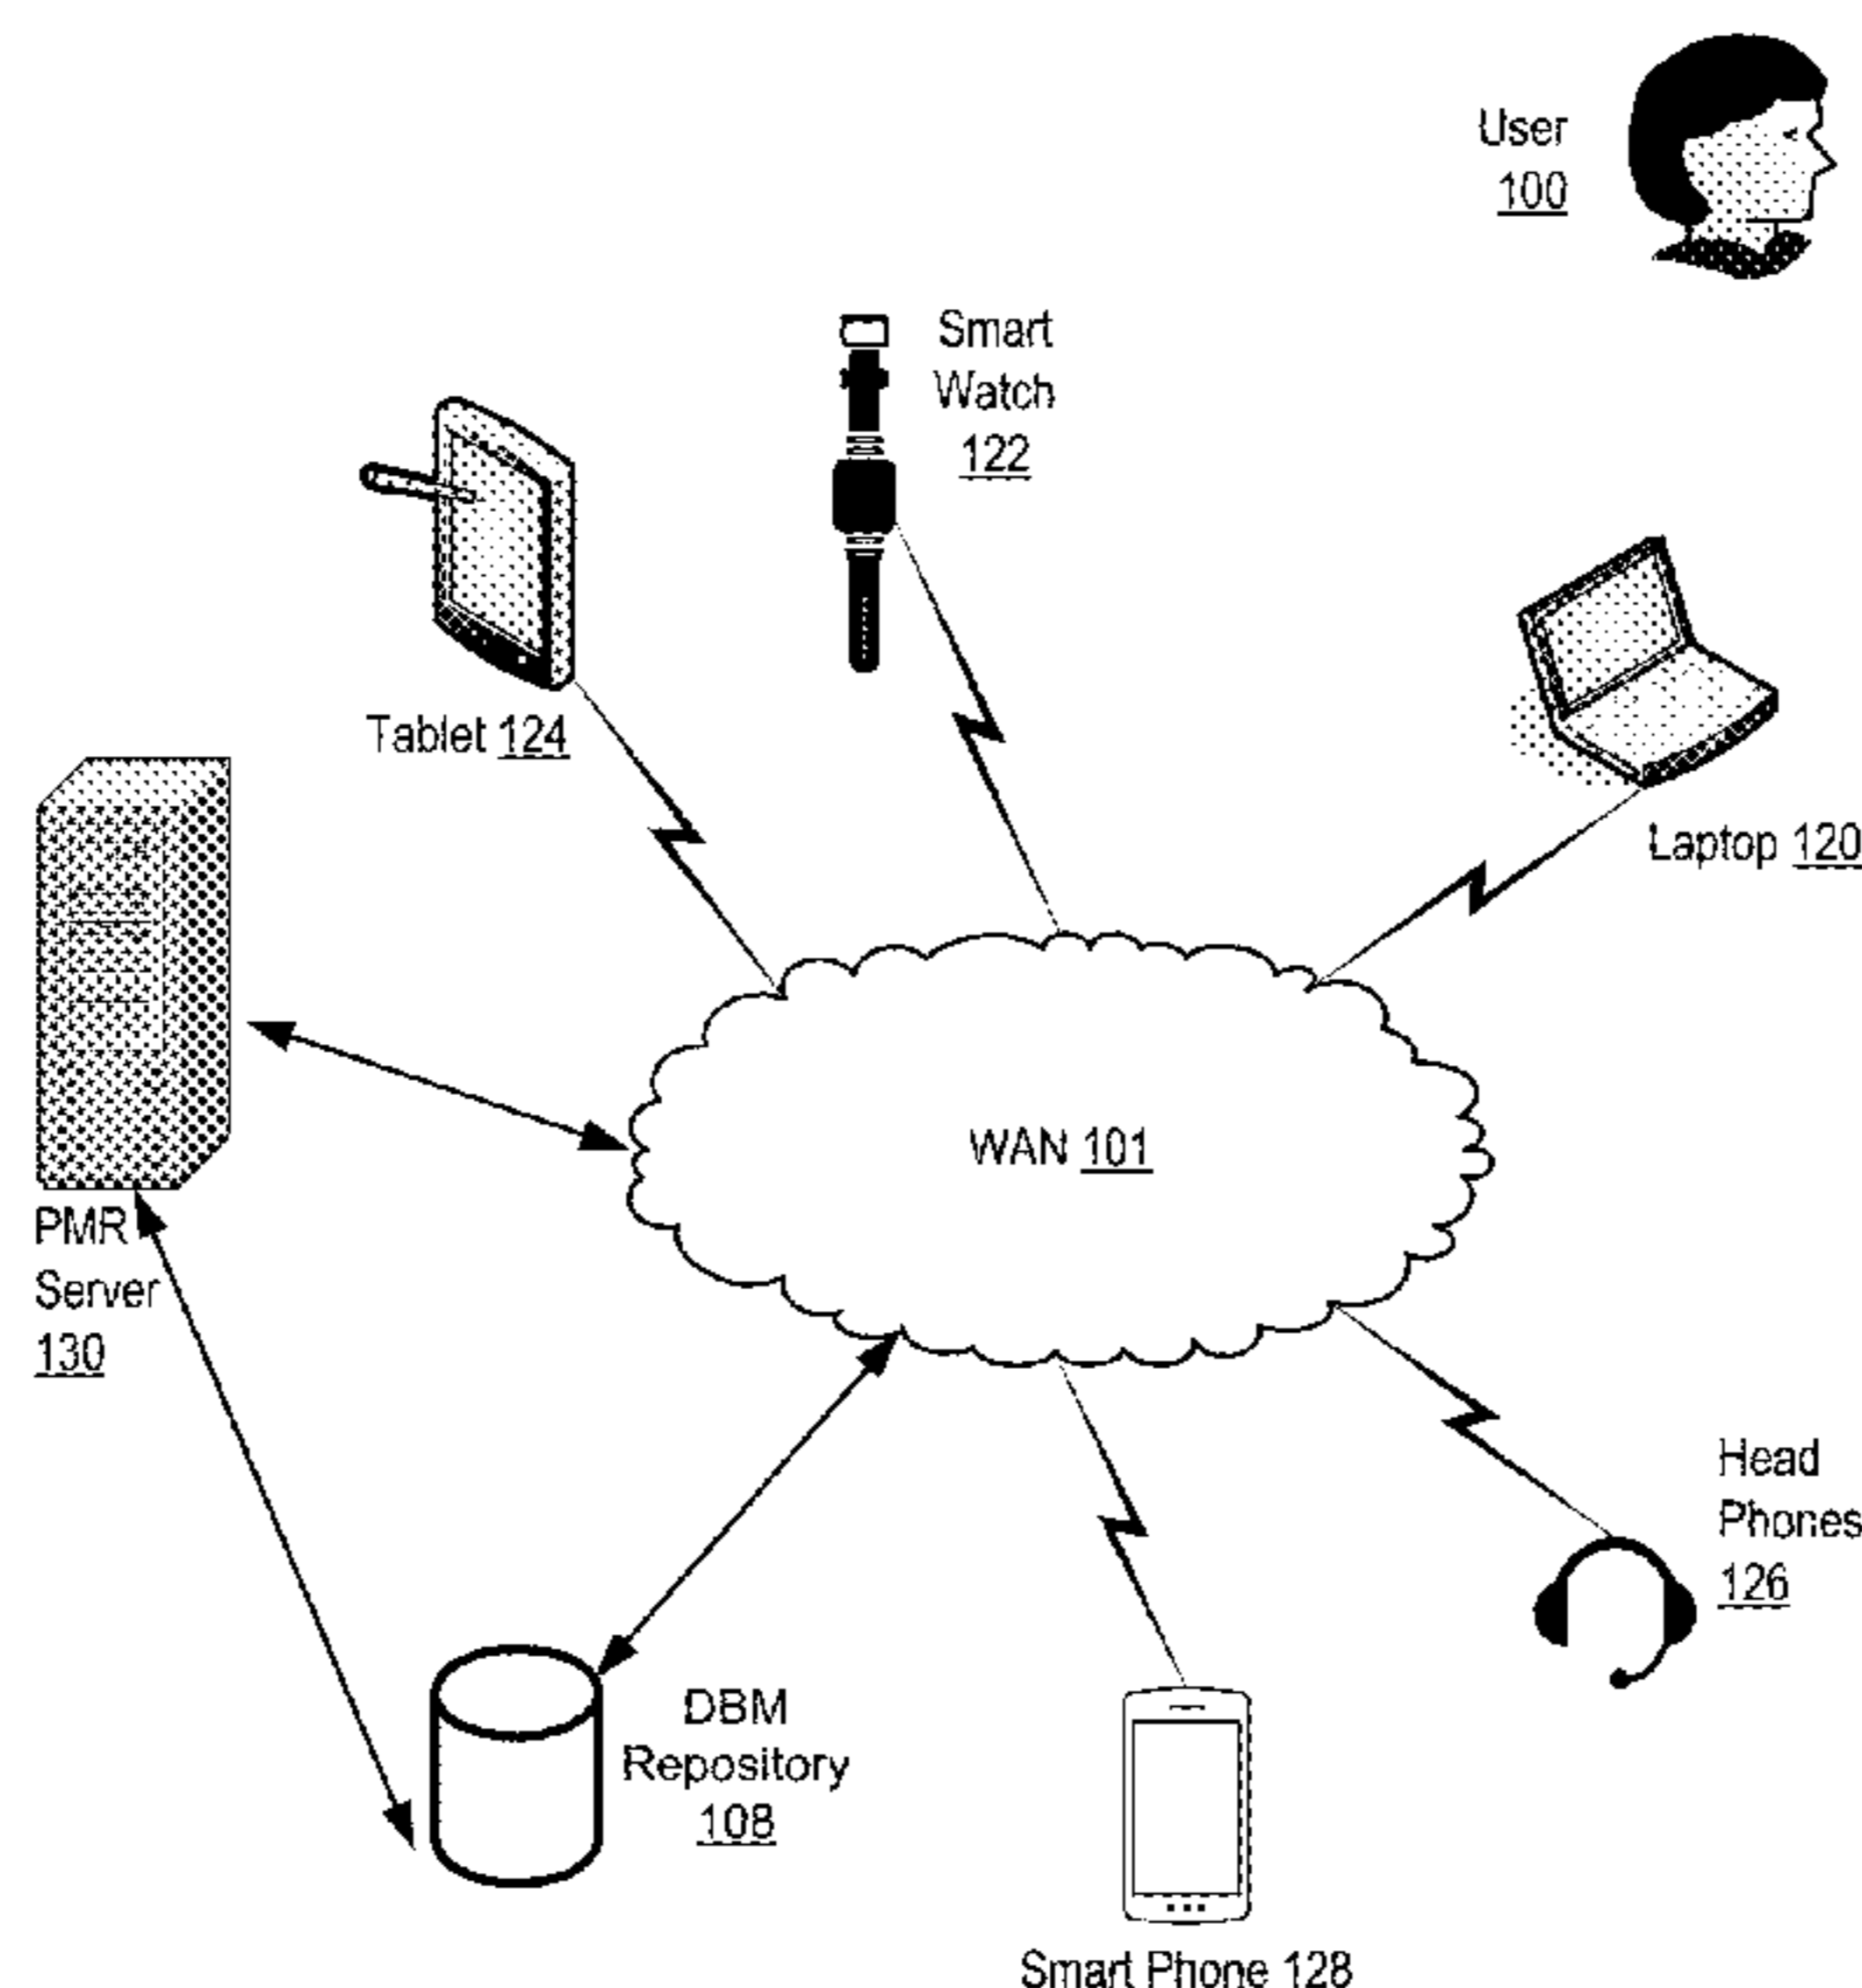 User
100
Smart
Watch
122
Tablet 124
Laptop 120
WAN 101
PMR
Server
130
Head
Phones
126
DBM
Repository
108
Smart Phone 128